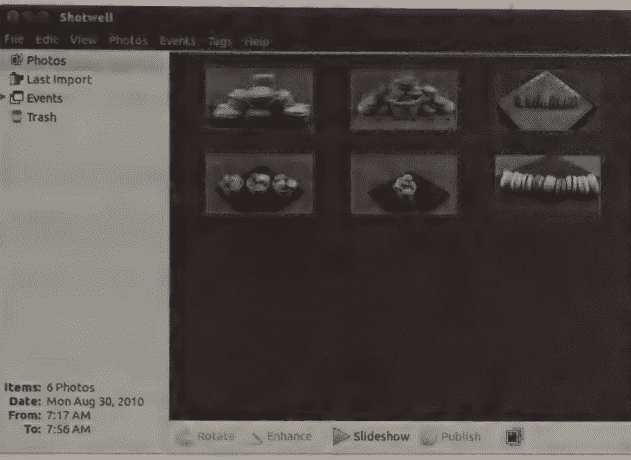 Shotwell
File Edit View Photos Events Tags Help
Photos
Last Import
Events
Trash
Items: 6 Photos
Date: Mon Aug 30, 2010
From: 7:17 AM
To: 7:56 AM
Rotate Enhance Slideshow Publish